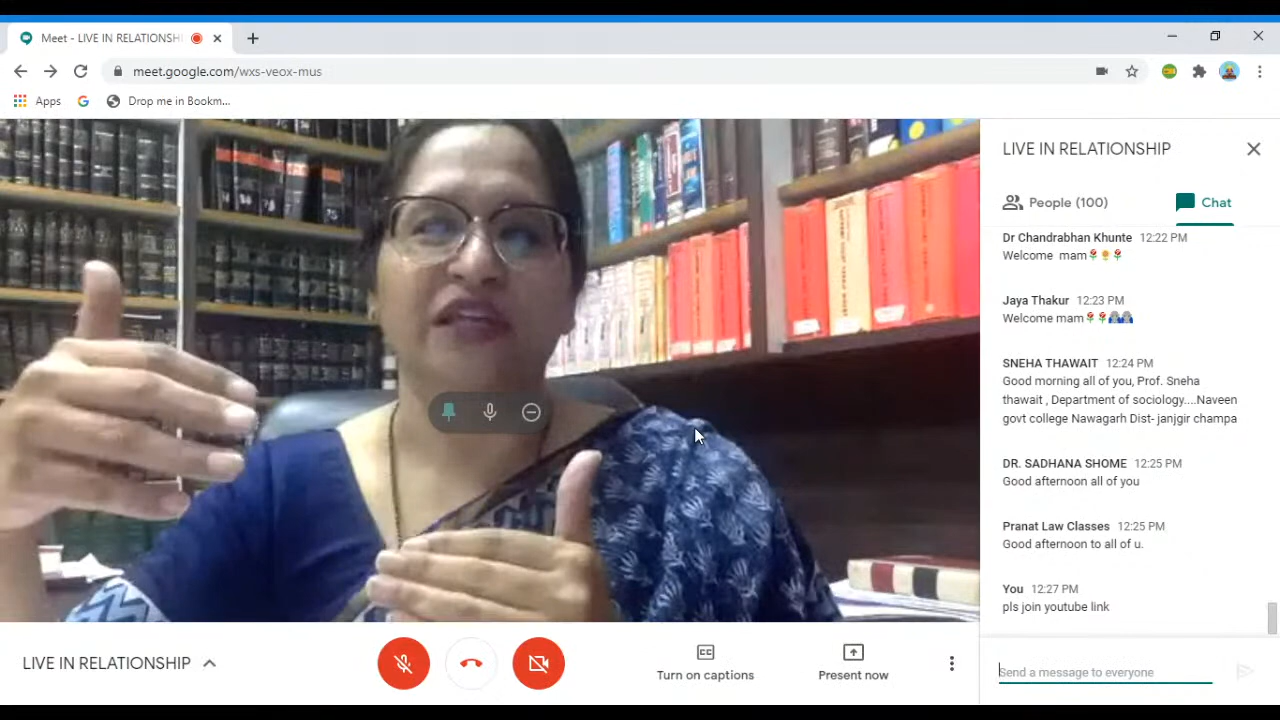 Meet - LIVE IN RELATIONSH
meet.google.com/wxs-veox-mus
Apps
Drop me in Bookm...
LIVE IN RELATIONSHIP
People (100)
Chat
Dr Chandrabhan Khunte 12:22 PM
Welcome mam🌹🌻🌹
Jaya Thakur 12:23 PM
Welcome mam🌹🌹
SNEHA THAWAIT 12:24 PM
Good morning all of you, Prof. Sneha
thawait , Department of sociology....Naveen
govt college Nawagarh Dist- janjgir champa
DR. SADHANA SHOME 12:25 PM
Good afternoon all of you
Pranat Law Classes 12:25 PM
Good afternoon to all of u.
You 12:27 PM
pls join youtube link
LIVE IN RELATIONSHIP
CC
Turn on captions
Present now
Send a message to everyone